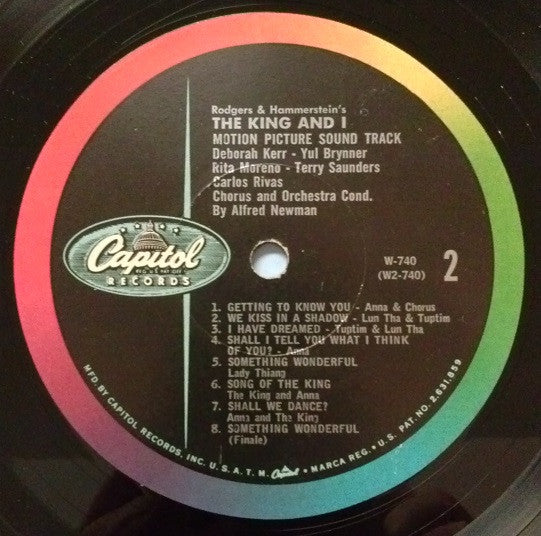 Rodgers & Hammerstein's
THE KING AND I
MOTION PICTURE SOUND TRACK
Deborah Kerr - Yul Brynner
Rita Moreno - Terry Saunders
Carlos Rivas
Chorus and Orchestra Cond.
By Alfred Newman
Capitol
REG. U.S. PAT. OFF.
RECORDS
W-740
(W2-740)
2
1. GETTING TO KNOW YOU - Anna & Chorus
2. WE KISS IN A SHADOW - Lun Tha & Tuptim
3. I HAVE DREAMED - Tuptim & Lun Tha
4. SHALL I TELL YOU WHAT I THINK
OF YOU? - Anna
5. SOMETHING WONDERFUL
Lady Thiang
6. SONG OF THE KING
The King and Anna
7. SHALL WE DANCE?
Anna and The King
8. SOMETHING WONDERFUL
(Finale)
MFD. BY CAPITOL RECORDS, INC. U.S.A. T.M. Capitol MARCA REG. • U.S. PAT. NO. 2,631,859